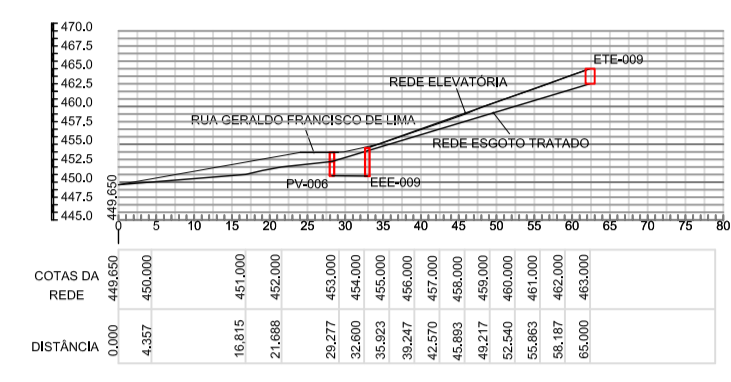 470.0
467.5
465.0
462.5
460.0
457.5
455.0
452.5
450.0
447.5
445.0
449.650
ETE-009
REDE ELEVATÓRIA
RUA GERALDO FRANCISCO DE LIMA
REDE ESGOTO TRATADO
PV-006
EEE-009
0 5 10 15 20 25 30 35 40 45 50 55 60 65 70 75 80
COTAS DA REDE 449.650 450.000 451.000 452.000 453.000 454.000 455.000 456.000 457.000 458.000 459.000 460.000 461.000 462.000 463.000
DISTÂNCIA 0.000 4.357 16.815 21.688 29.277 32.600 35.923 39.247 42.570 45.893 49.217 52.540 55.863 58.187 65.000